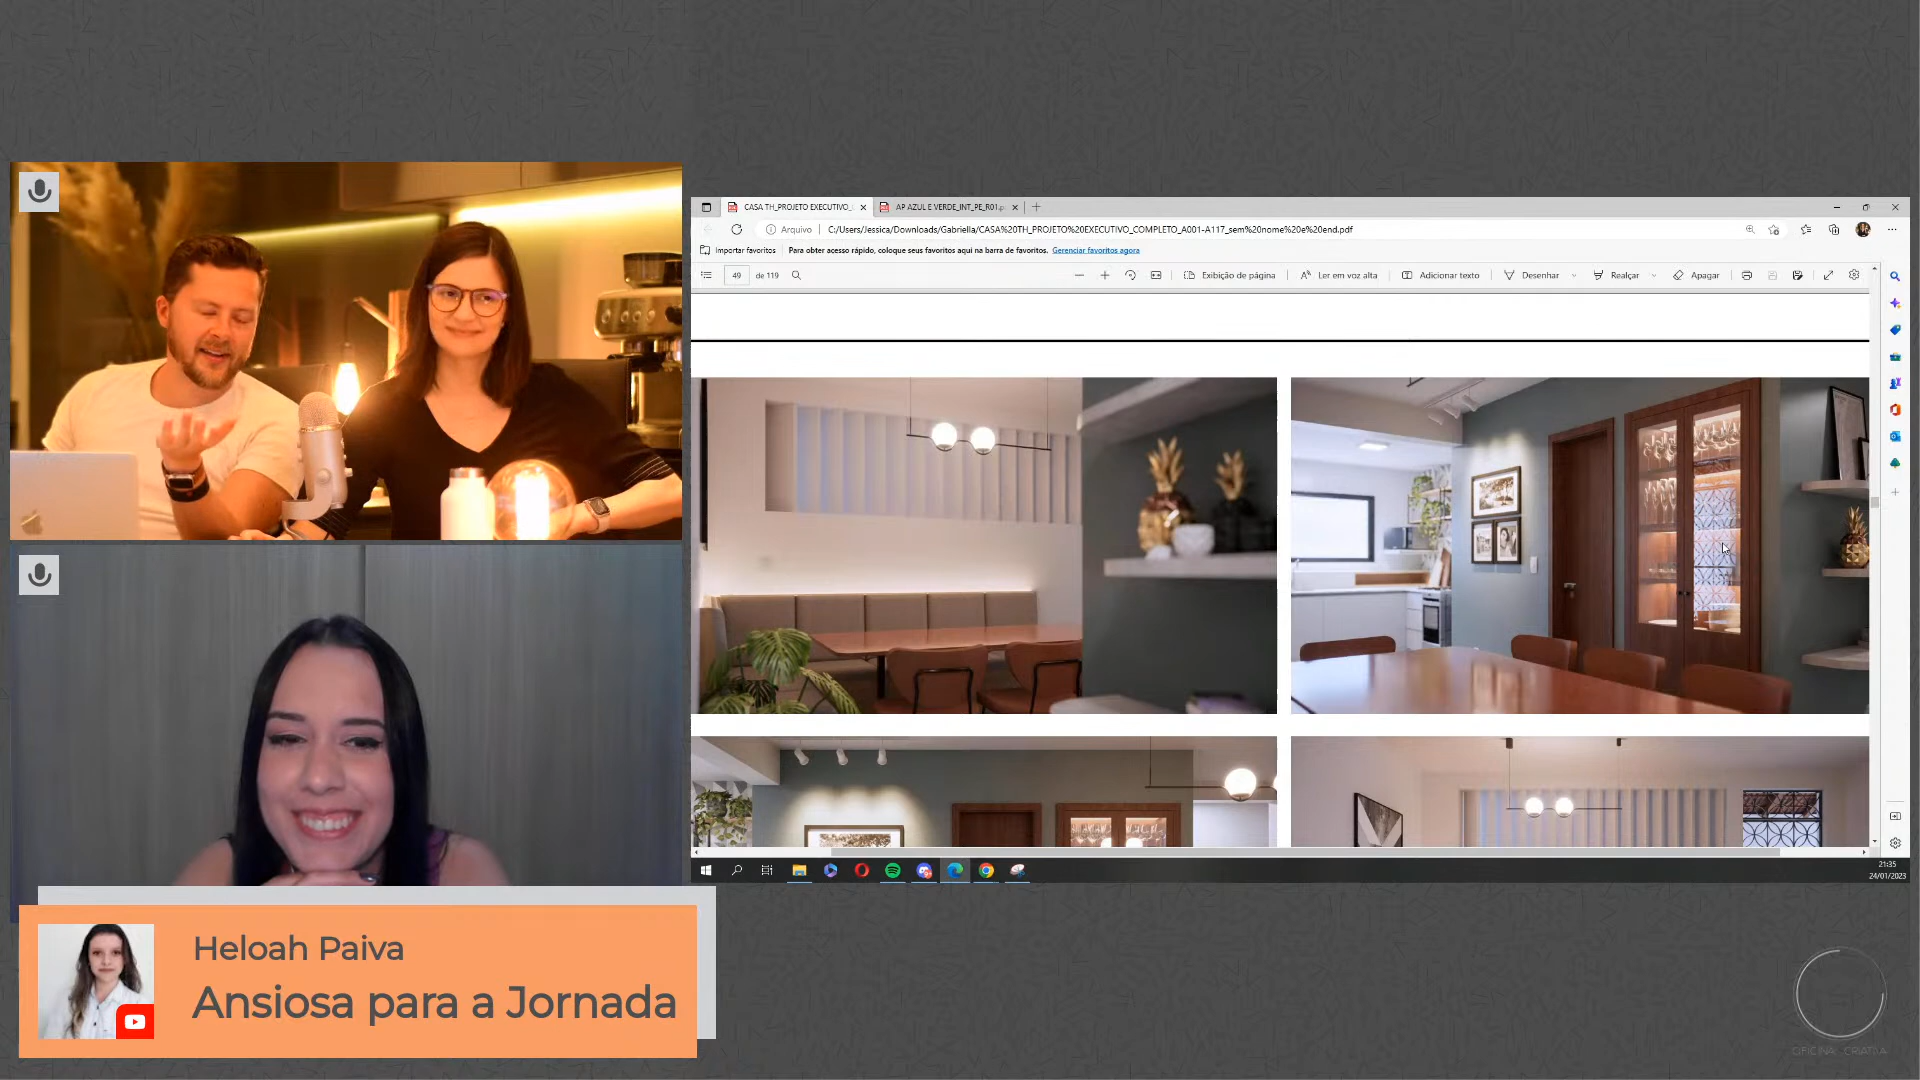 CASA TH_PROJETO EXECUTIVO_
AP AZUL E VERDE_INT_PE_R01.p
Arquivo
C:/Users/Jessica/Downloads/Gabriella/CASA%20TH_PROJETO%20EXECUTIVO_COMPLETO_A001-A117_sem%20nome%20e%20end.pdf
Importar favoritos
Para obter acesso rápido, coloque seus favoritos aqui na barra de favoritos. Gerenciar favoritos agora
49 de 119
Exibição de página
Ler em voz alta
Adicionar texto
Desenhar
Realçar
Apagar
21:35
24/01/2023
Heloah Paiva
Ansiosa para a Jornada
OFICINA CRIATIVA